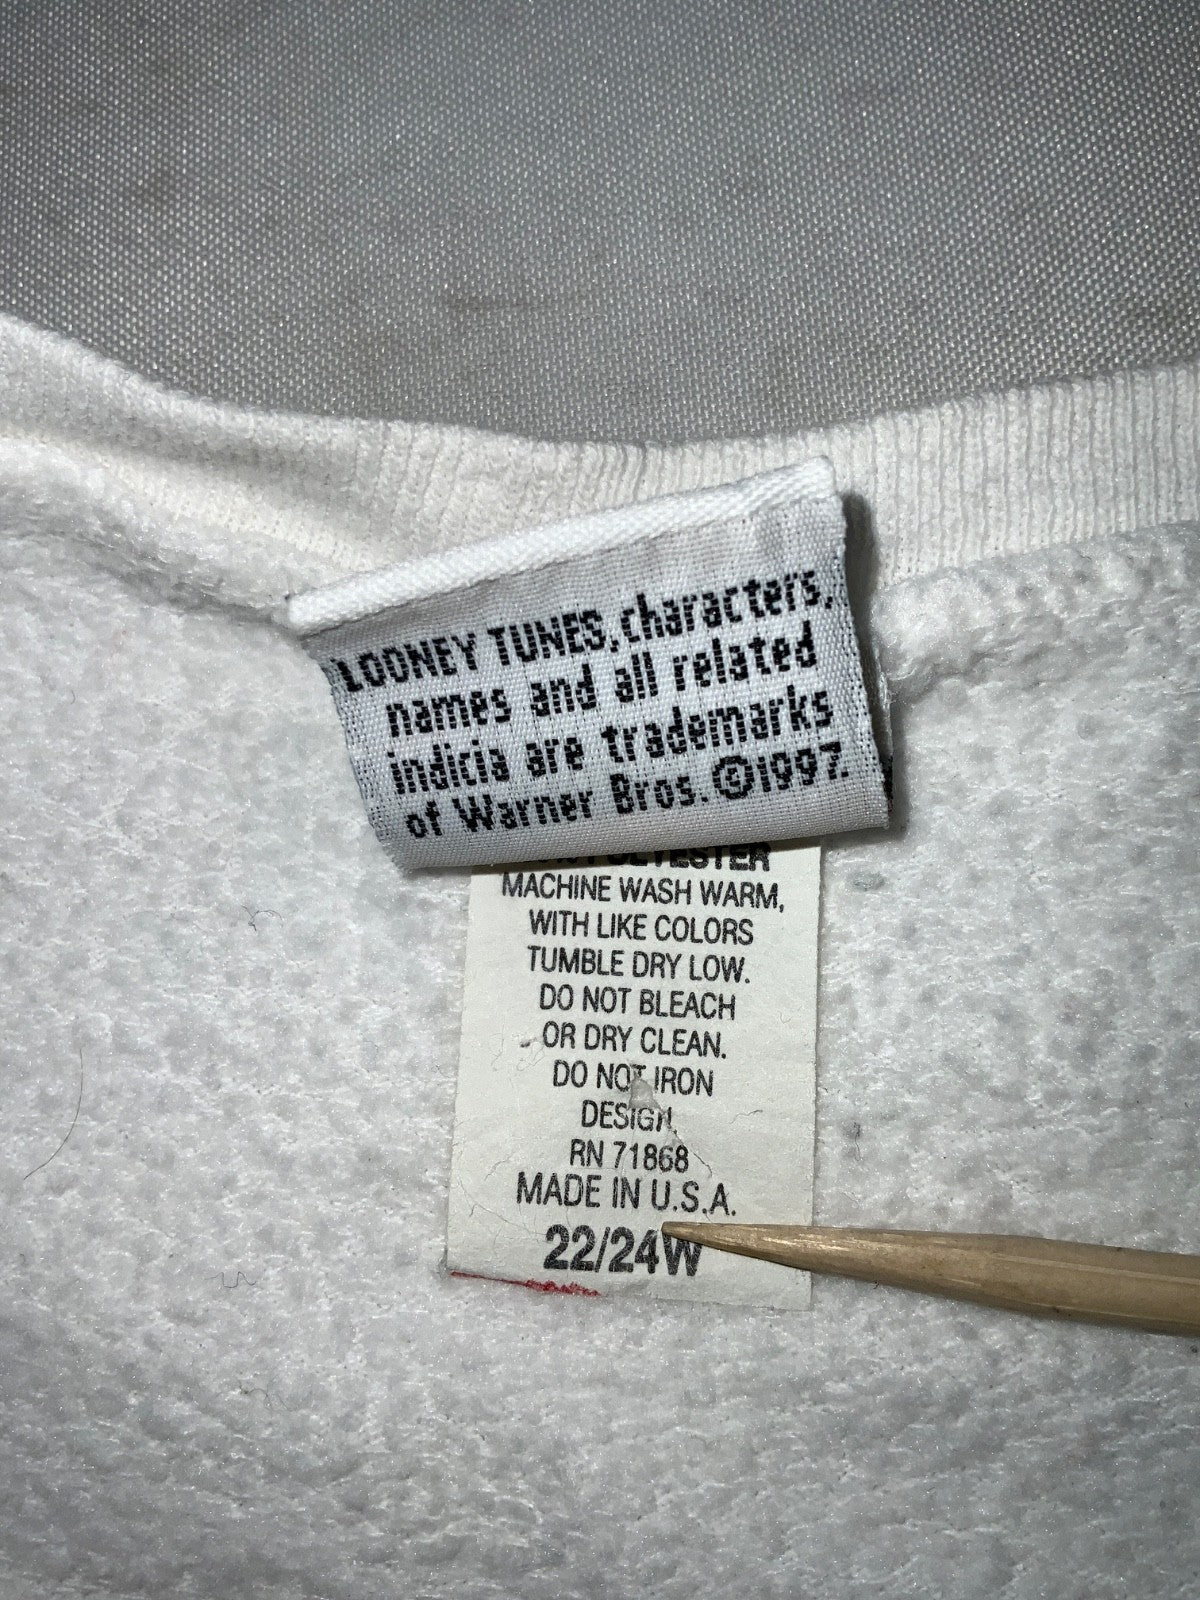 LOONEY TUNES, characters,
names and all related
indicia are trademarks
of Warner Bros. ©1997.
POLYESTER
MACHINE WASH WARM,
WITH LIKE COLORS
TUMBLE DRY LOW.
DO NOT BLEACH
OR DRY CLEAN.
DO NOT IRON
DESIGN.
RN 71868
MADE IN U.S.A.
22/24W